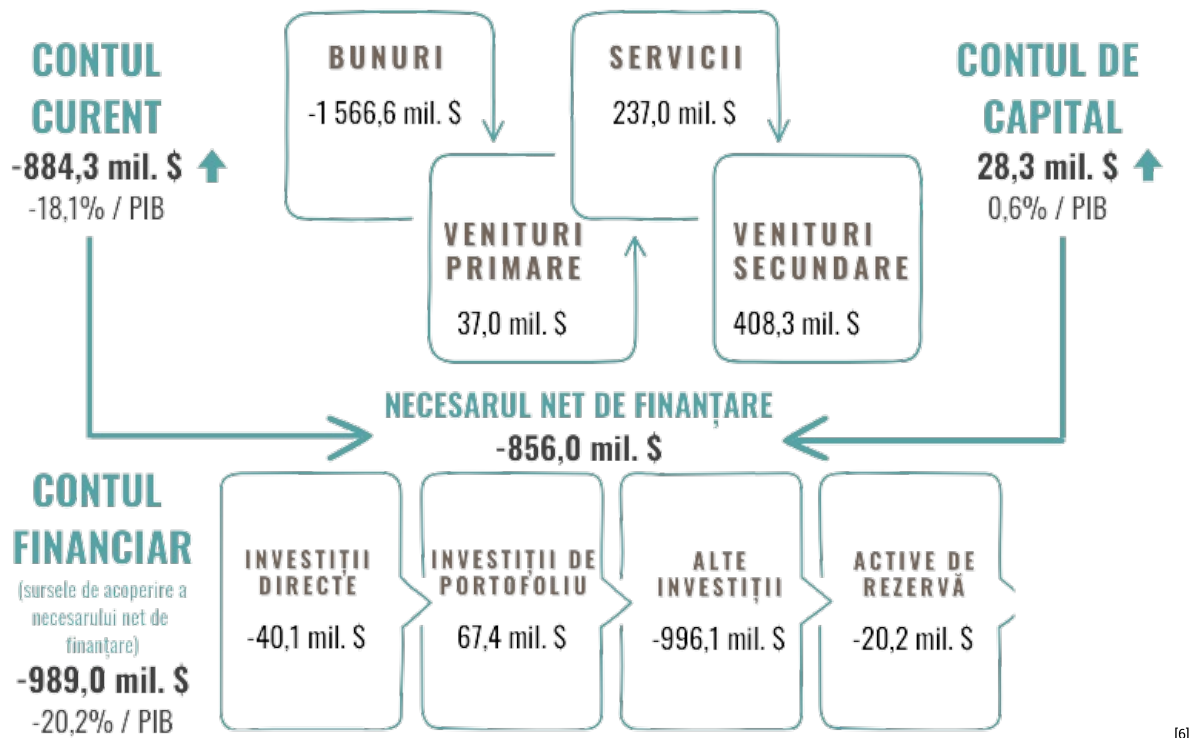 CONTUL
CURENT
-884,3 mil. $
-18,1% / PIB
BUNURI
-1 566,6 mil. $
VENITURI
PRIMARE
37,0 mil. $
SERVICII
237,0 mil. $
VENITURI
SECUNDARE
408,3 mil. $
CONTUL DE
CAPITAL
28,3 mil. $
0,6% / PIB
NECESARUL NET DE FINANȚARE
-856,0 mil. $
CONTUL
FINANCIAR
(sursele de acoperire a
necesarului net de
finanțare)
-989,0 mil. $
-20,2% / PIB
INVESTIȚII
DIRECTE
-40,1 mil. $
INVESTIȚII DE
PORTOFOLIU
67,4 mil. $
ALTE
INVESTIȚII
-996,1 mil. $
ACTIVE DE
REZERVĂ
-20,2 mil. $
[6]